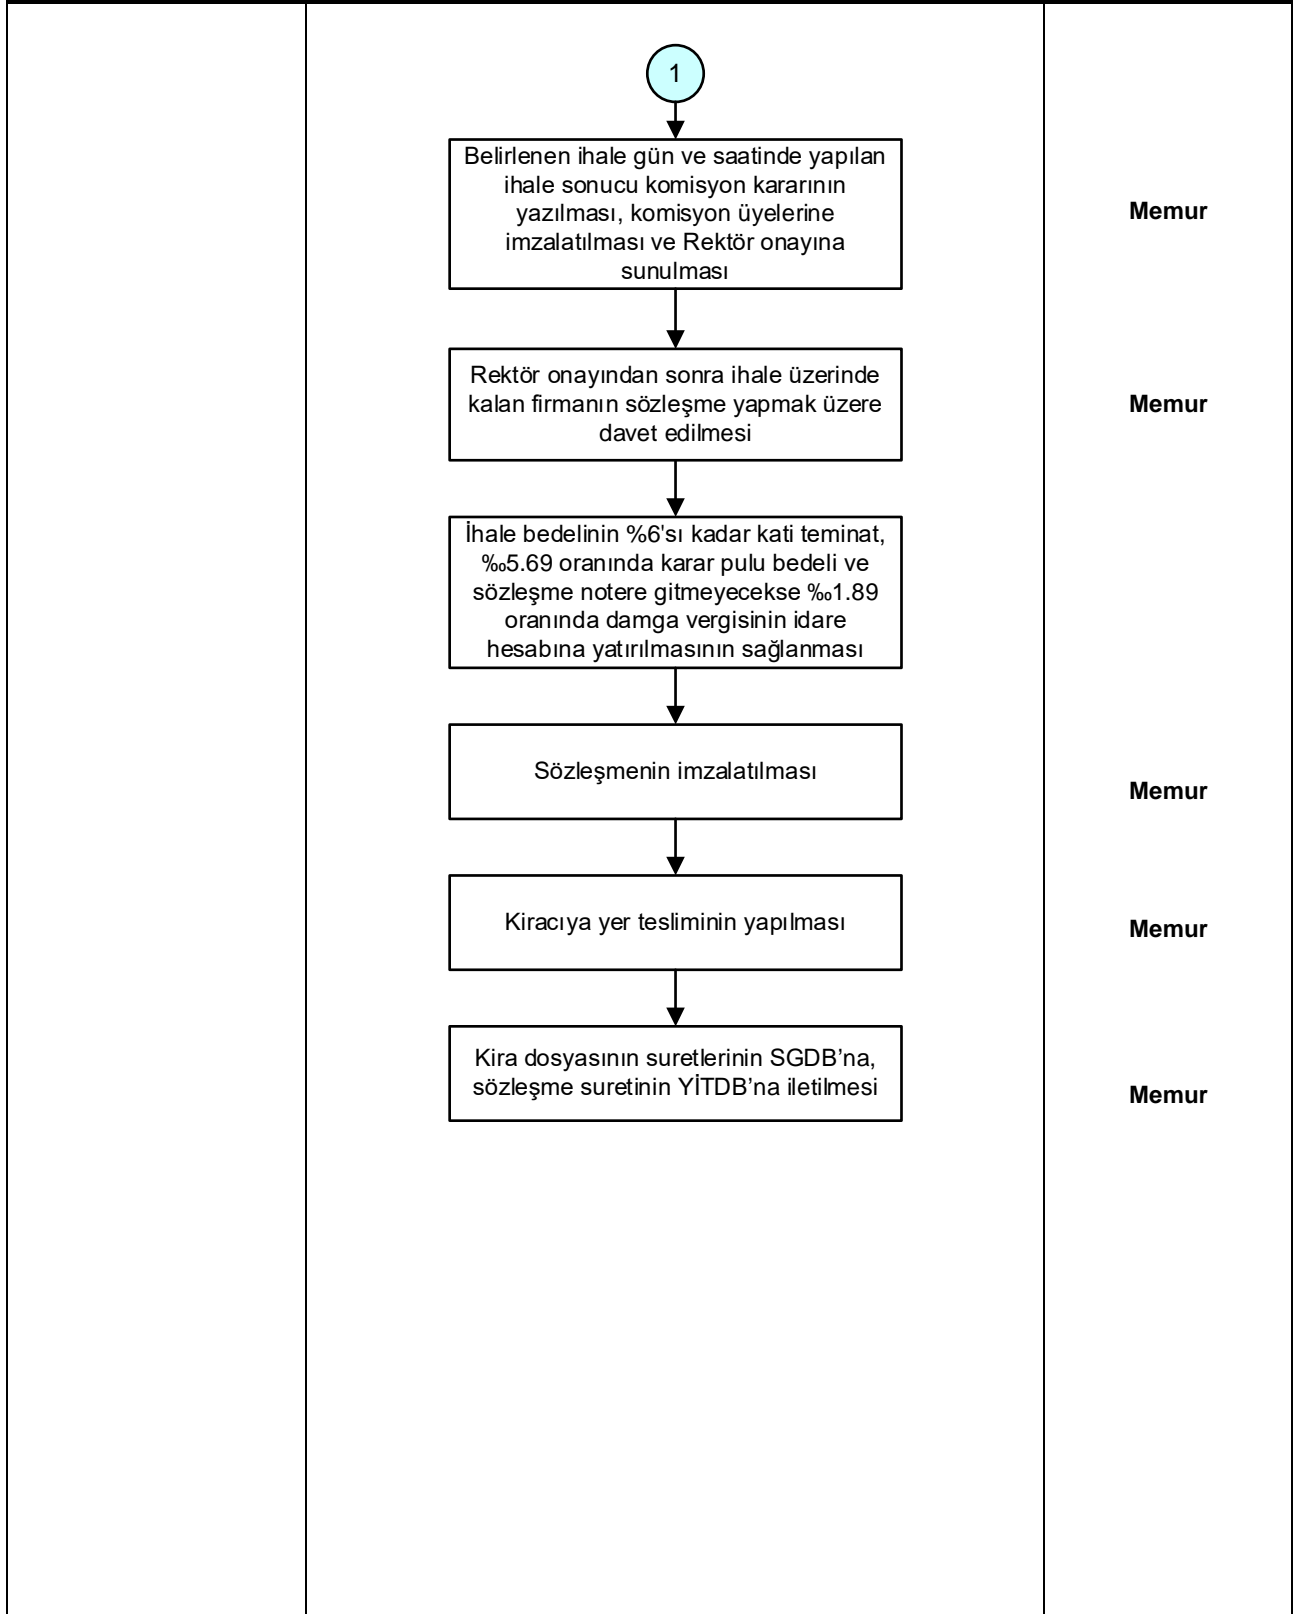 1
Belirlenen ihale gün ve saatinde yapılan
ihale sonucu komisyon kararının
yazılması, komisyon üyelerine
imzalatılması ve Rektör onayına
sunulması
Memur
Rektör onayından sonra ihale üzerinde
kalan firmanın sözleşme yapmak üzere
davet edilmesi
Memur
İhale bedelinin %6'sı kadar kati teminat,
‰5.69 oranında karar pulu bedeli ve
sözleşme notere gitmeyecekse ‰1.89
oranında damga vergisinin idare
hesabına yatırılmasının sağlanması
Sözleşmenin imzalatılması
Memur
Kiracıya yer tesliminin yapılması
Memur
Kira dosyasının suretlerinin SGDB’na,
sözleşme suretinin YİTDB’na iletilmesi
Memur